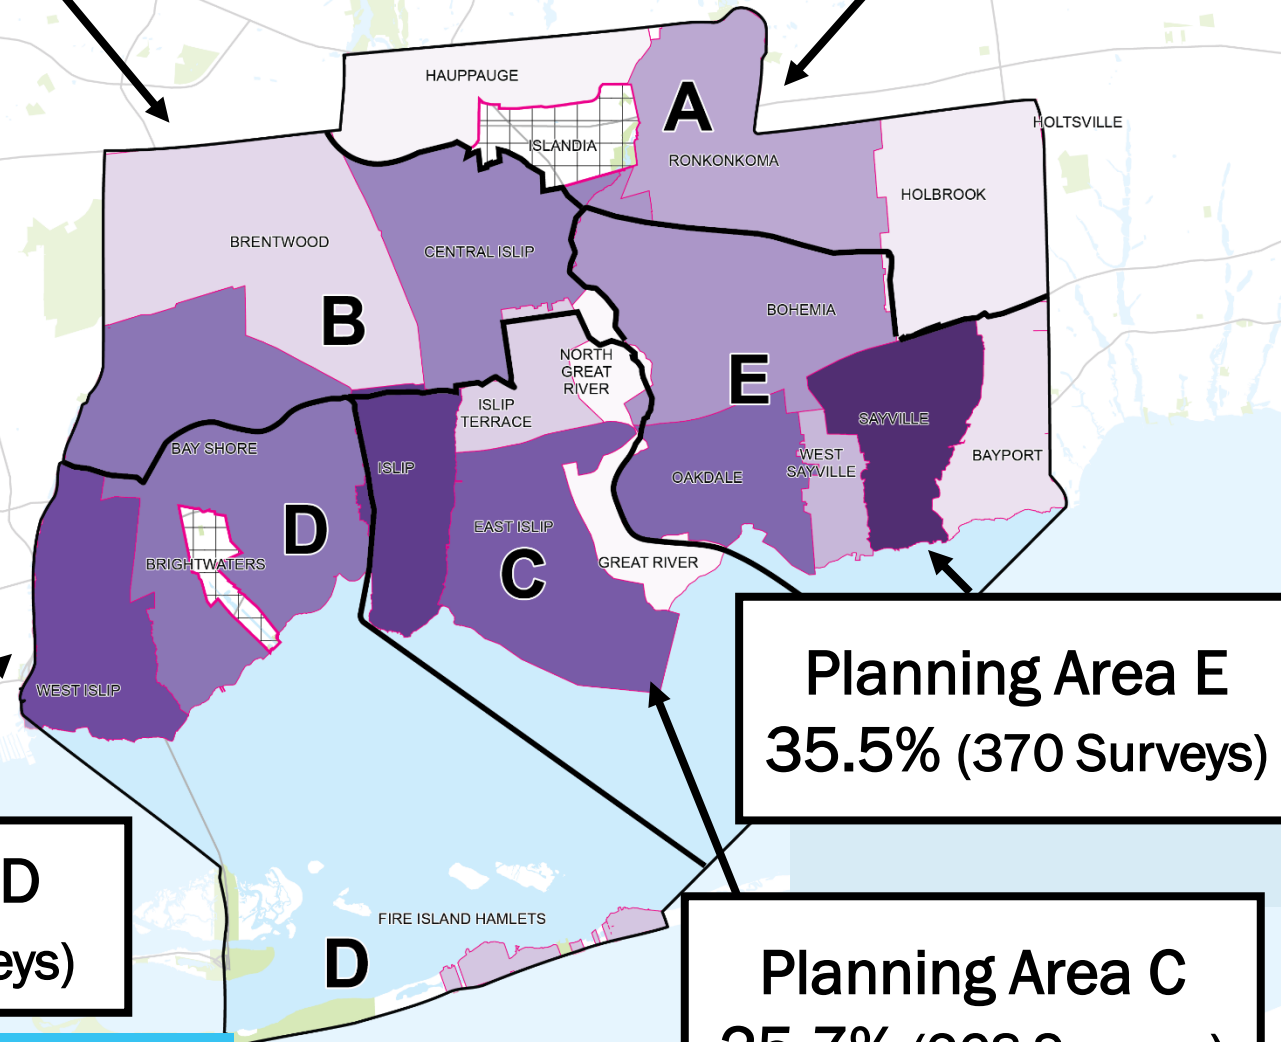 HAUPPAUGE
A
HOLTSVILLE
ISLANDIA
RONKONKOMA
HOLBROOK
BRENTWOOD
CENTRAL ISLIP
B
BOHEMIA
NORTH
GREAT
RIVER
E
ISLIP
TERRACE
SAYVILLE
BAY SHORE
WEST
SAYVILLE
BAYPORT
ISLIP
OAKDALE
D
EAST ISLIP
BRIGHTWATERS
C
GREAT RIVER
WEST ISLIP
Planning Area E
35.5% (370 Surveys)
D
FIRE ISLAND HAMLETS
D
Planning Area C